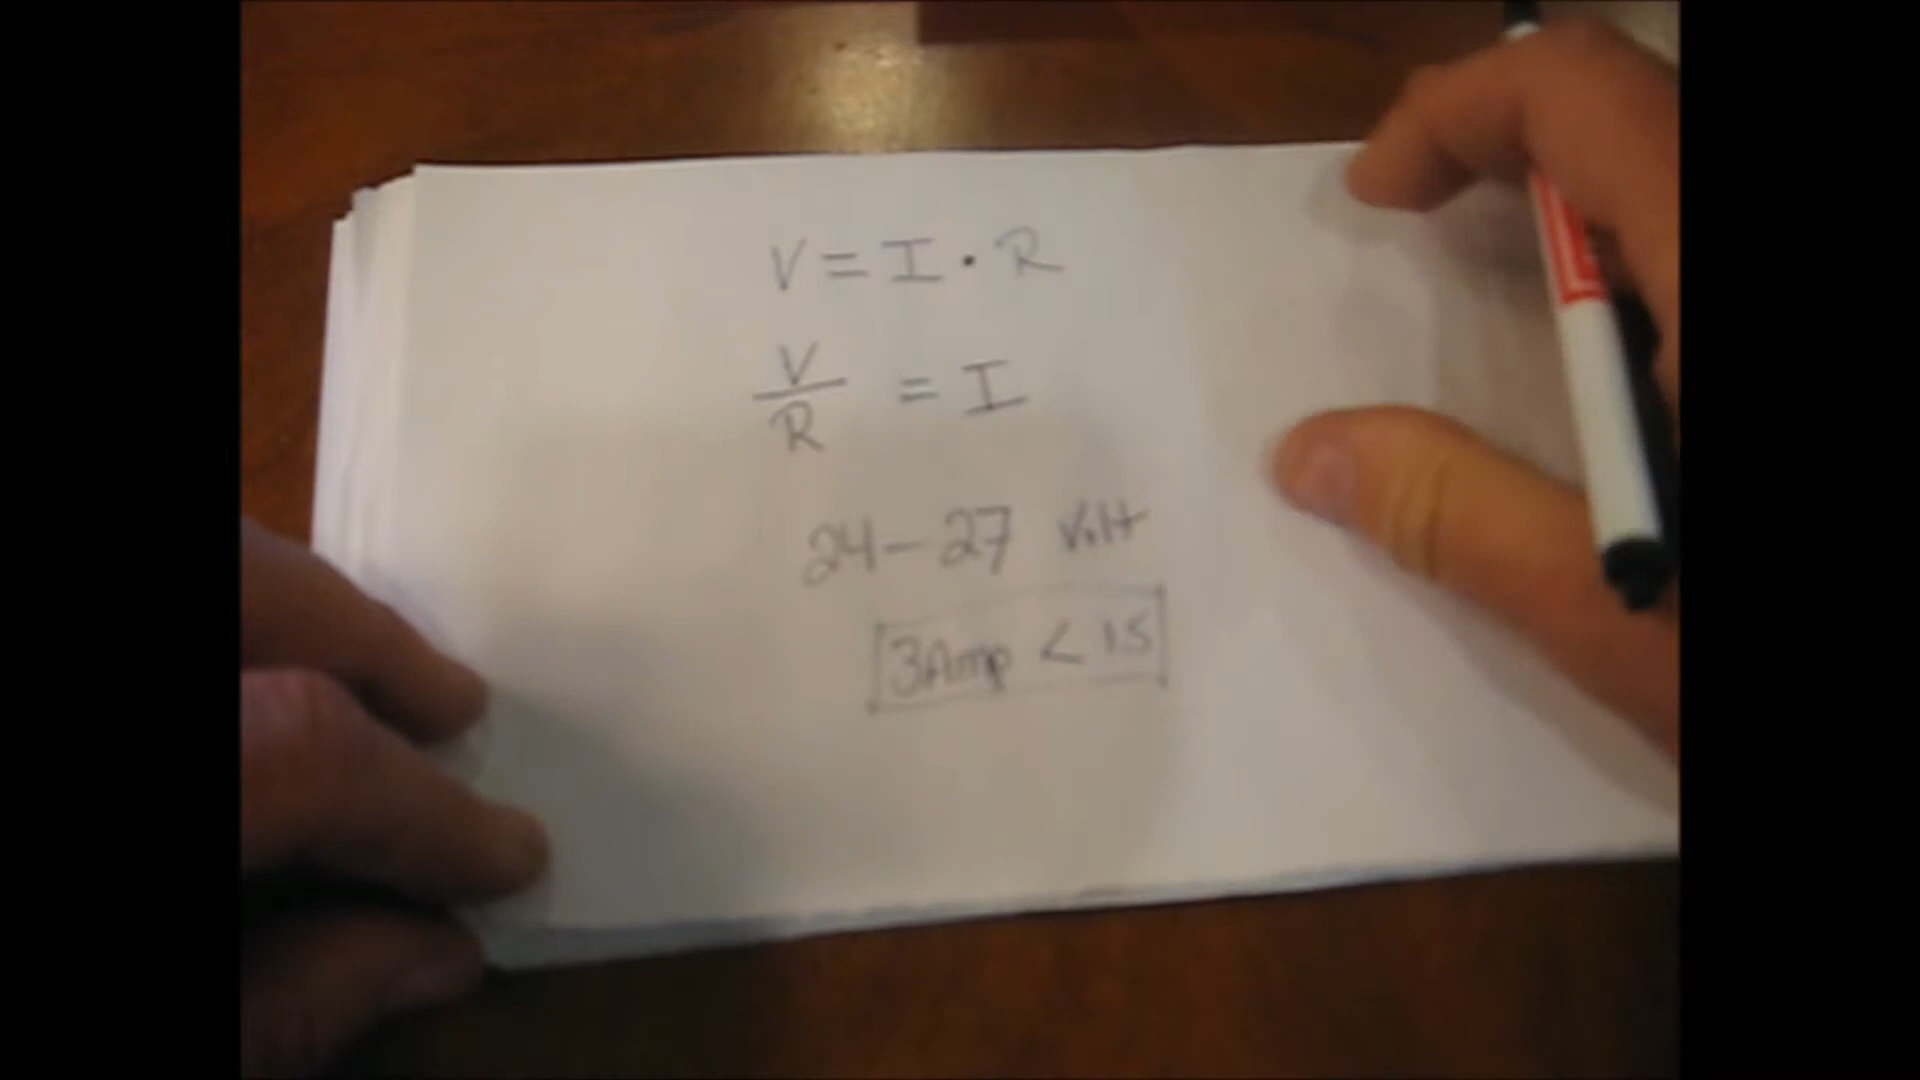 V = I · R
V
R = I
24 - 27 Volt
3Amp < 15